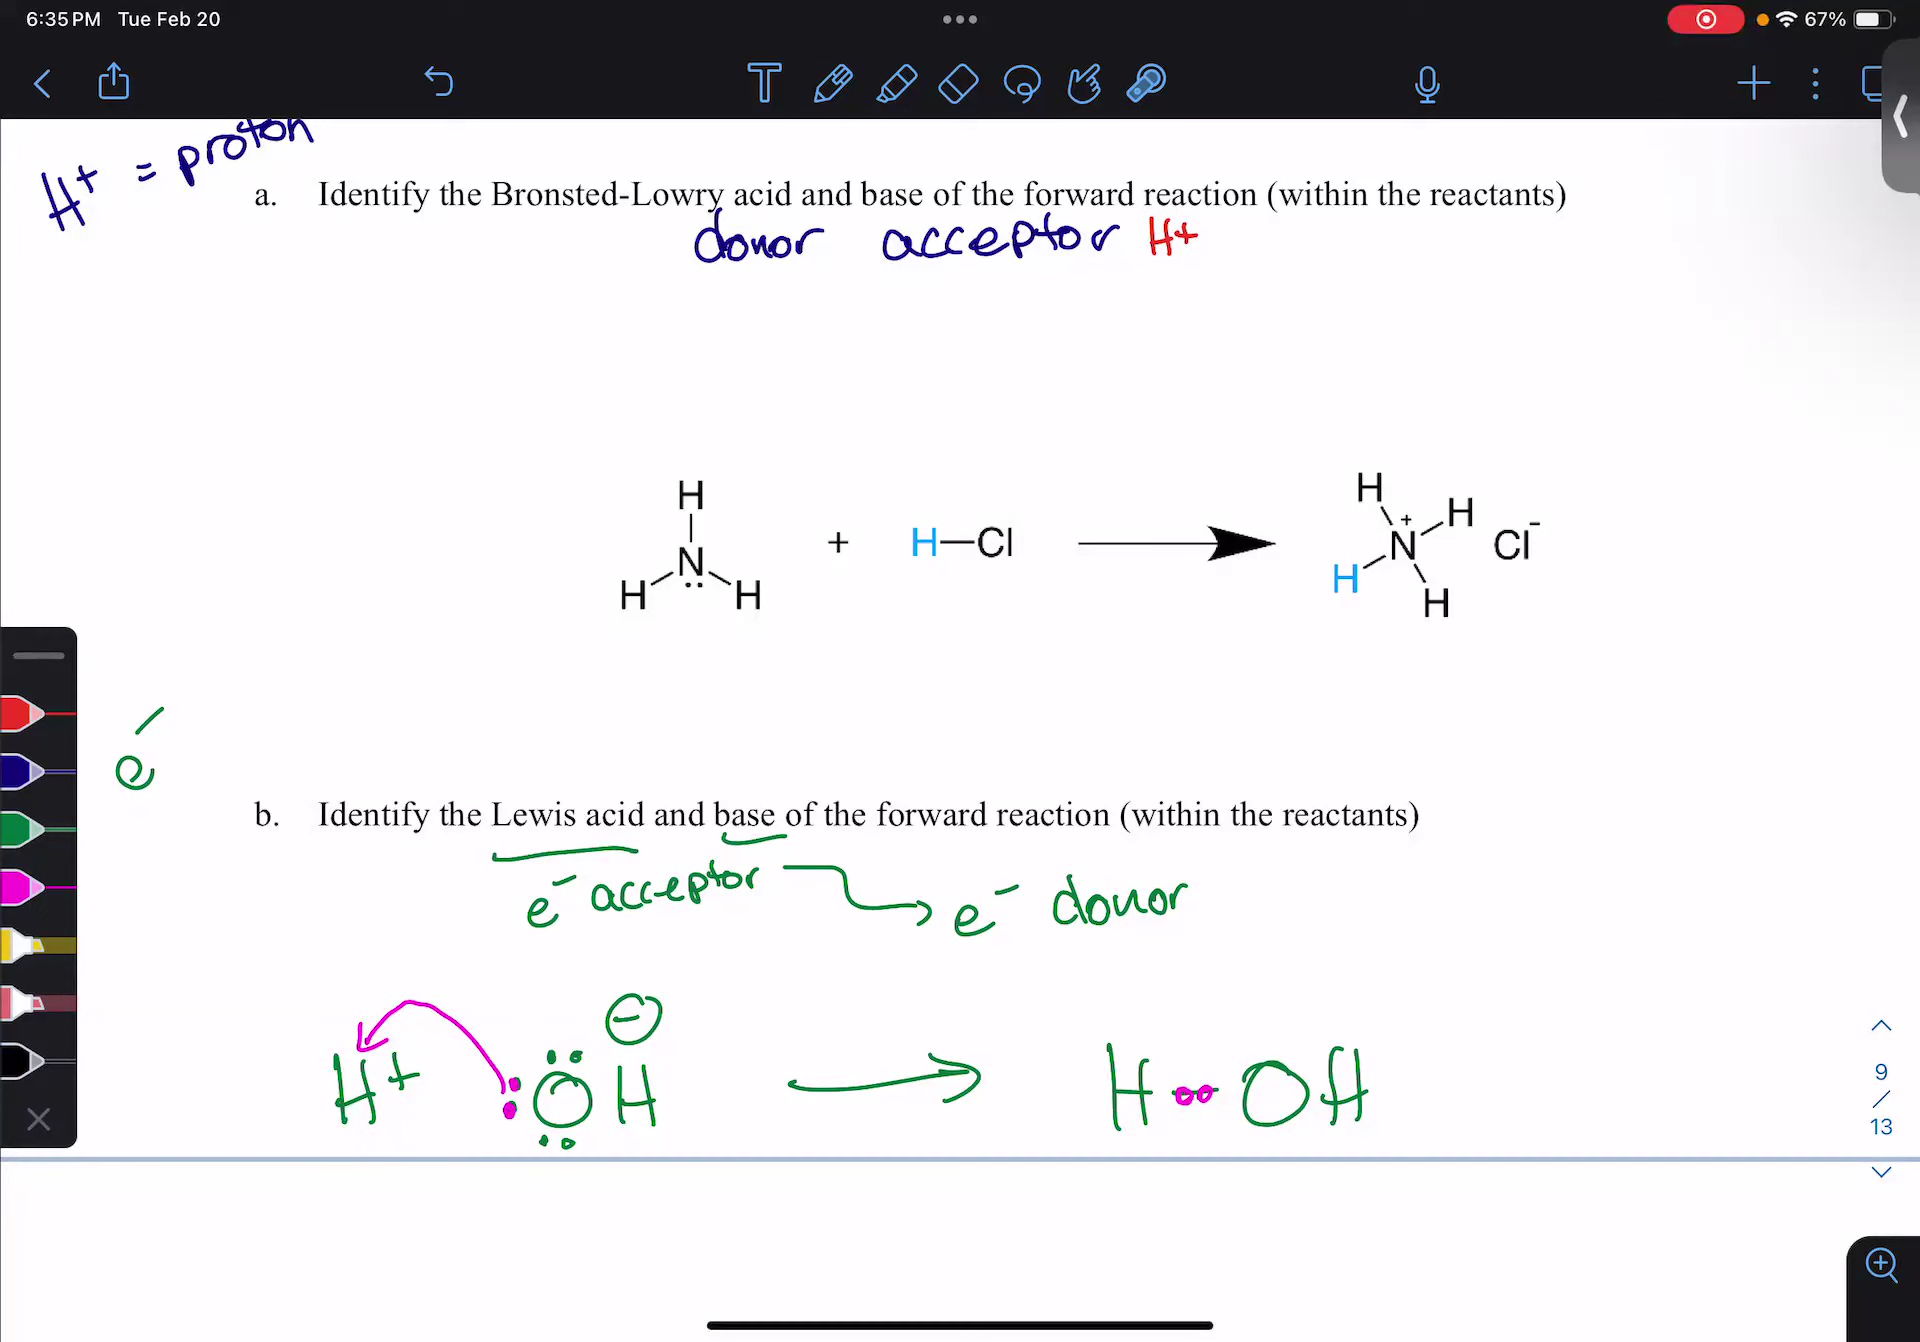 6:35 PM Tue Feb 20
67%
H+ = proton
a. Identify the Bronsted-Lowry acid and base of the forward reaction (within the reactants)
donor acceptor H+
H
N
H H
+ H—Cl
H
H
N+
H
H
Cl-
e-
b. Identify the Lewis acid and base of the forward reaction (within the reactants)
e- acceptor e- donor
H+ :OH -
H OH
9
/
13